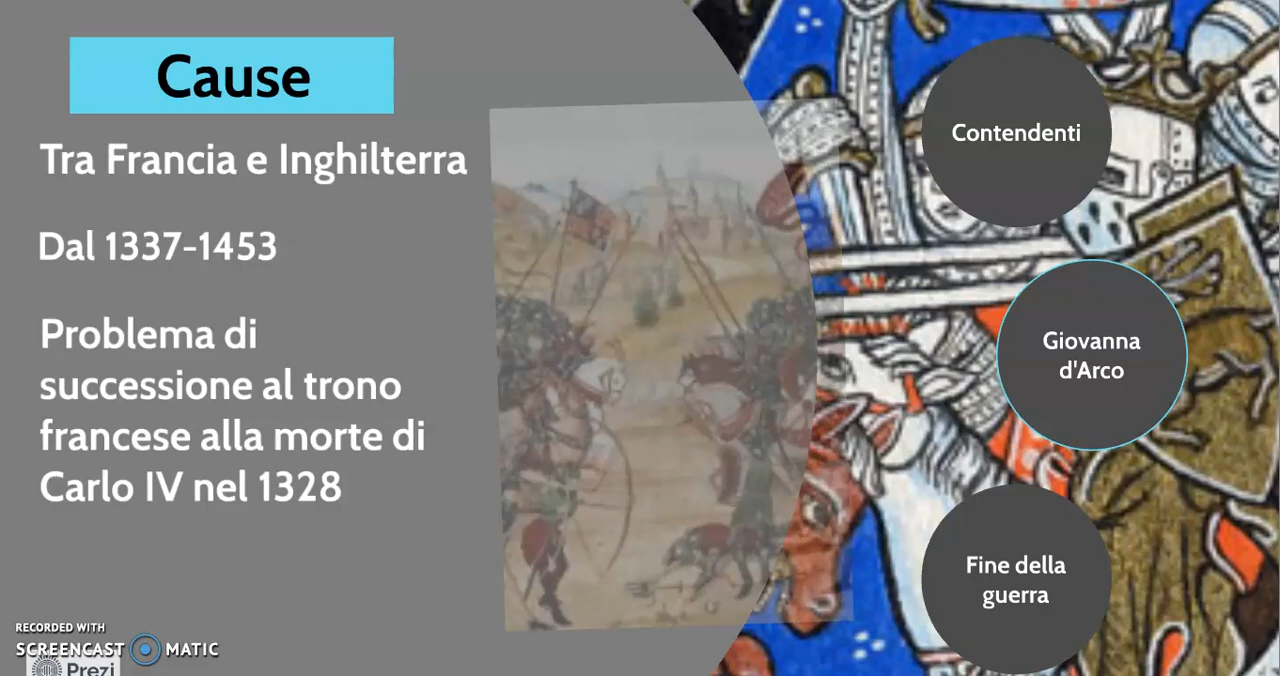 Cause
Tra Francia e Inghilterra
Dal 1337-1453
Problema di
successione al trono
francese alla morte di
Carlo IV nel 1328
Contendenti
Giovanna
d'Arco
Fine della
guerra
RECORDED WITH
SCREENCAST MATIC
Prezi